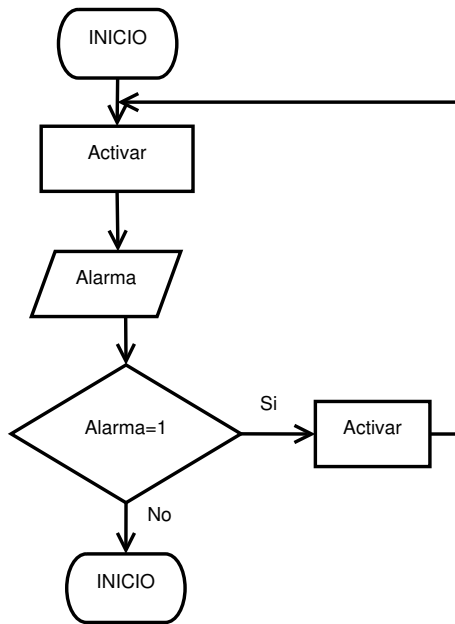 INICIO
Activar
Alarma
Alarma=1
Si
Activar
No
INICIO